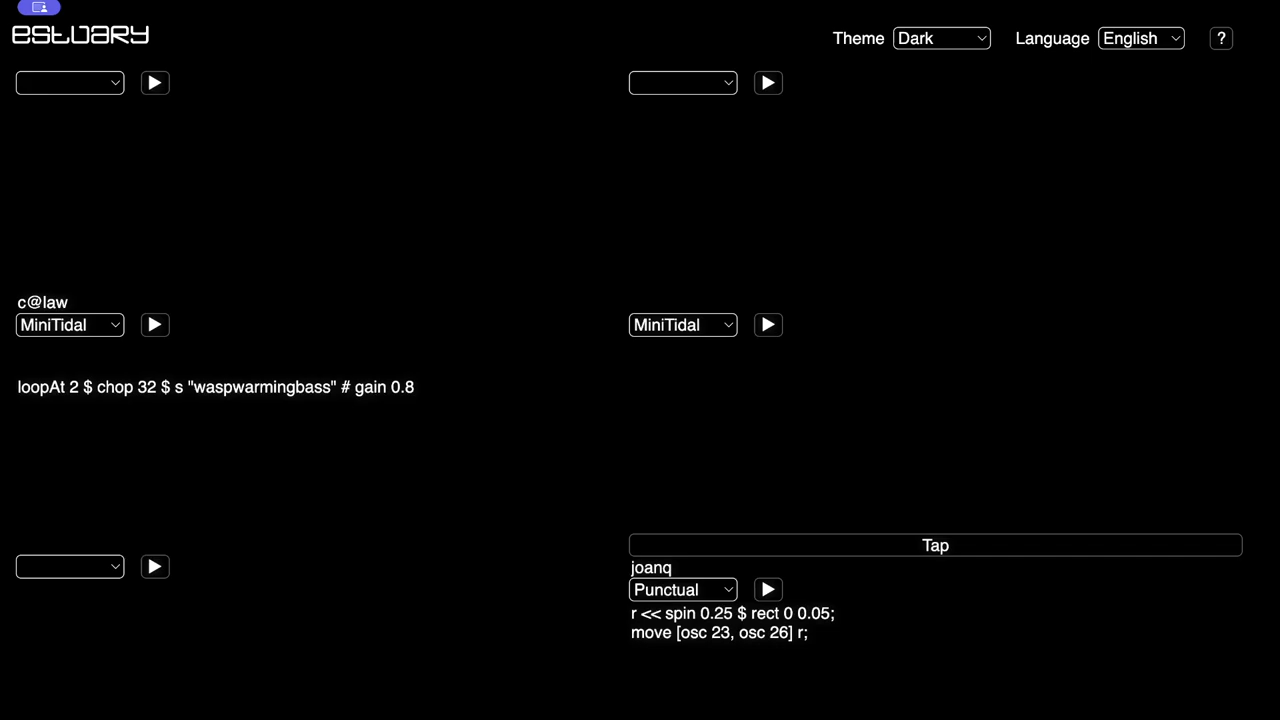 estuary
Theme Dark Language English ?
c@law
MiniTidal
MiniTidal
loopAt 2 $ chop 32 $ s "waspwarmingbass" # gain 0.8
Tap
joanq
Punctual
r << spin 0.25 $ rect 0 0.05;
move [osc 23, osc 26] r;